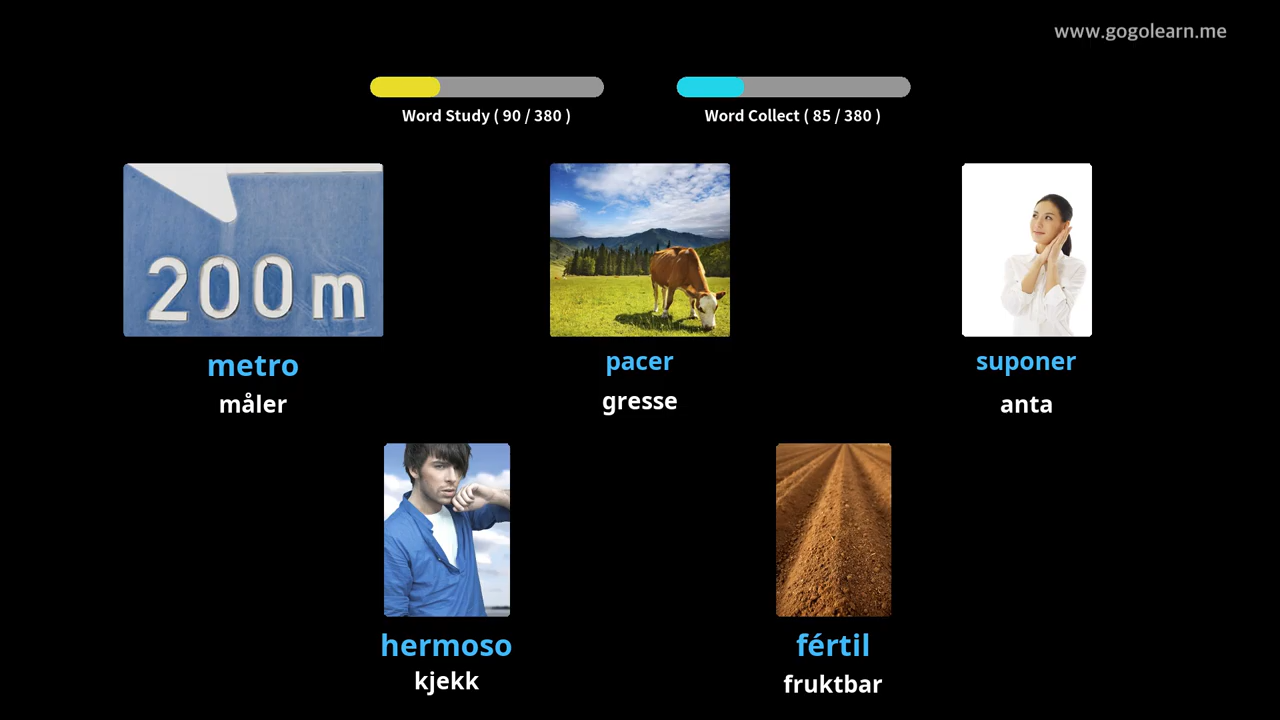 www.gogolearn.me
Word Study ( 90 / 380 )
Word Collect ( 85 / 380 )
200 m
metro
måler
pacer
gresse
suponer
anta
hermoso
kjekk
fértil
fruktbar